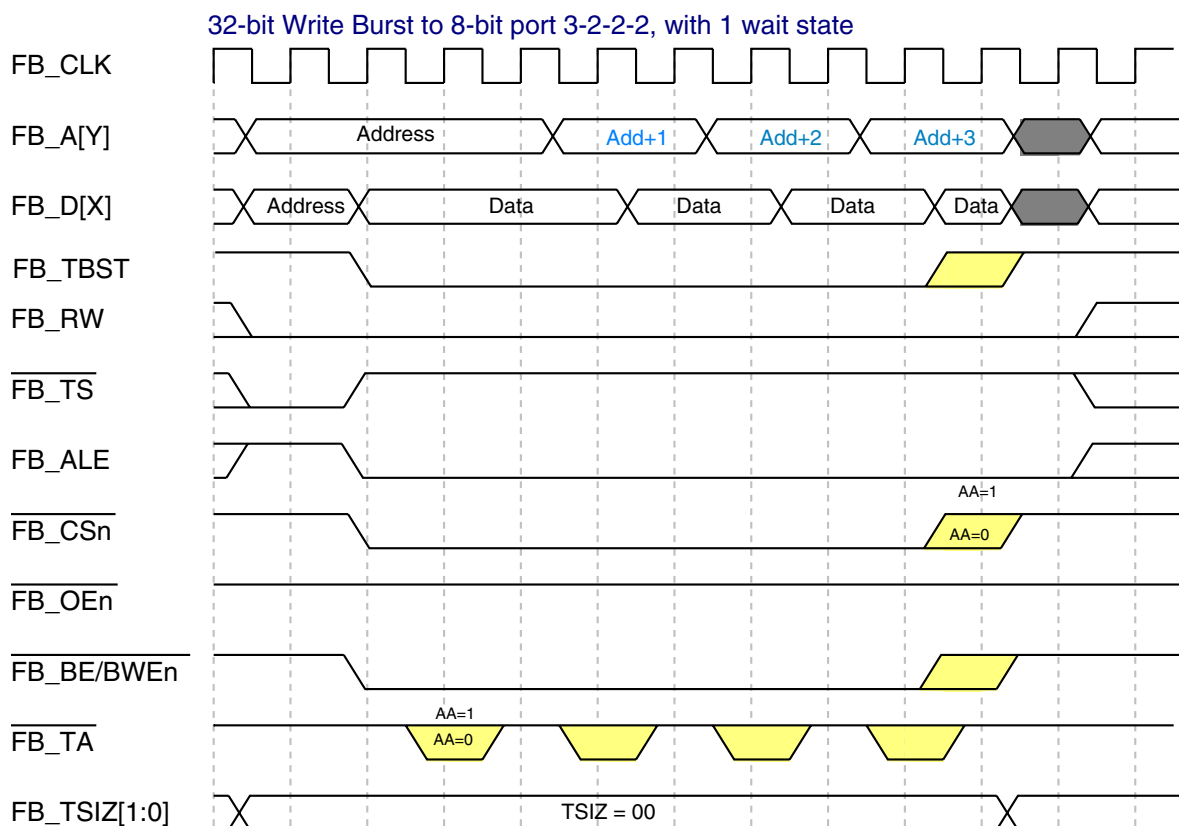 32-bit Write Burst to 8-bit port 3-2-2-2, with 1 wait state
FB_CLK
FB_A[Y] Address Add+1 Add+2 Add+3
FB_D[X] Address Data Data Data Data
FB_TBST
FB_RW
FB_TS
FB_ALE
AA=1
FB_CSn AA=0
FB_OEn
FB_BE/BWEn
AA=1
FB_TA AA=0
FB_TSIZ[1:0] TSIZ = 00